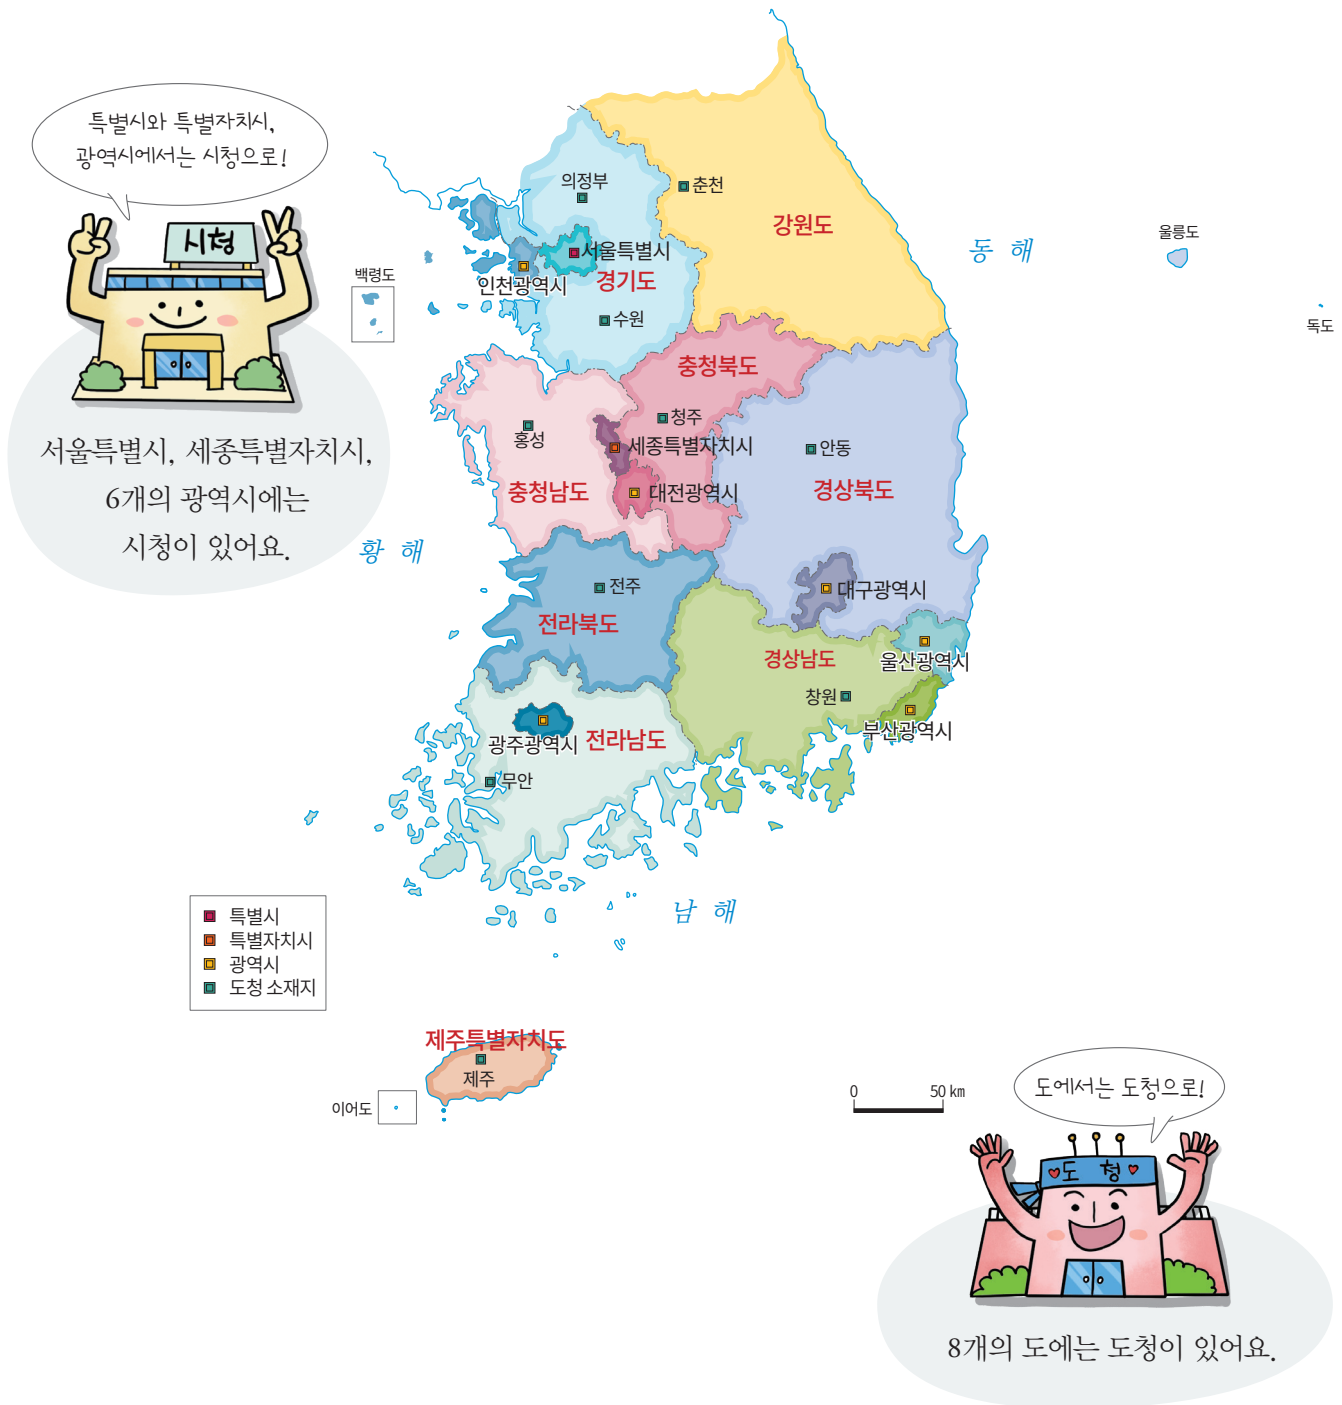 특별시와 특별자치시,
광역시에서는 시청으로!
시청
서울특별시, 세종특별자치시,
6개의 광역시에는
시청이 있어요.
백령도
의정부
춘천
강원도
서울특별시
인천광역시
경기도
수원
동 해
울릉도
독도
충청북도
청주
홍성
세종특별자치시
안동
충청남도
대전광역시
경상북도
황 해
전주
대구광역시
전라북도
경상남도
울산광역시
창원
부산광역시
광주광역시
전라남도
무안
남 해
특별시
특별자치시
광역시
도청 소재지
제주특별자치도
제주
이어도
0 50 km
도에서는 도청으로!
도 청
8개의 도에는 도청이 있어요.